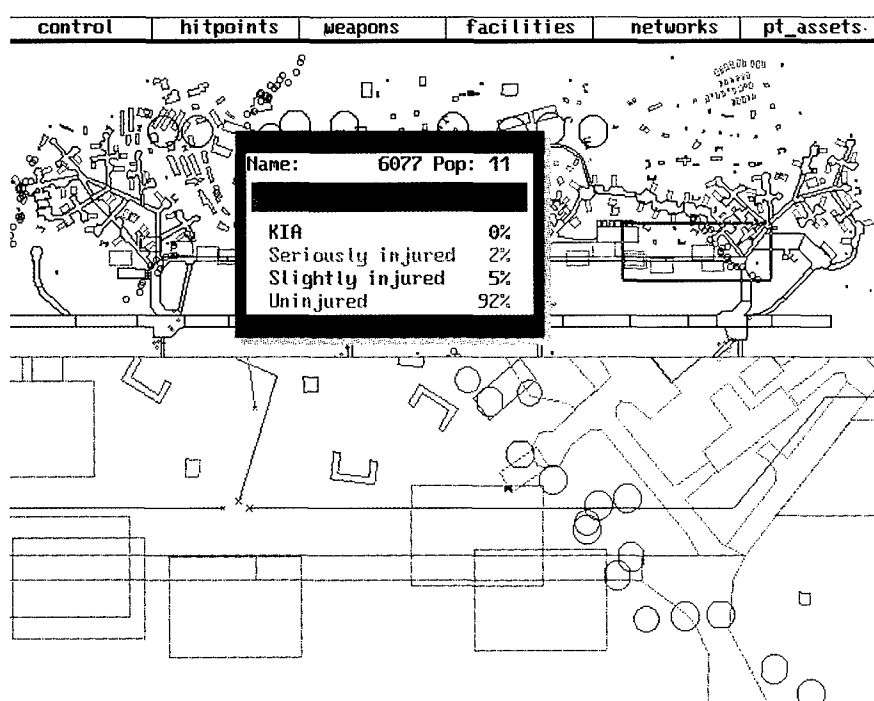 control hitpoints weapons facilities networks pt_assets
Name: 6077 Pop: 11
KIA 0%
Seriously injured 2%
Slightly injured 5%
Uninjured 92%